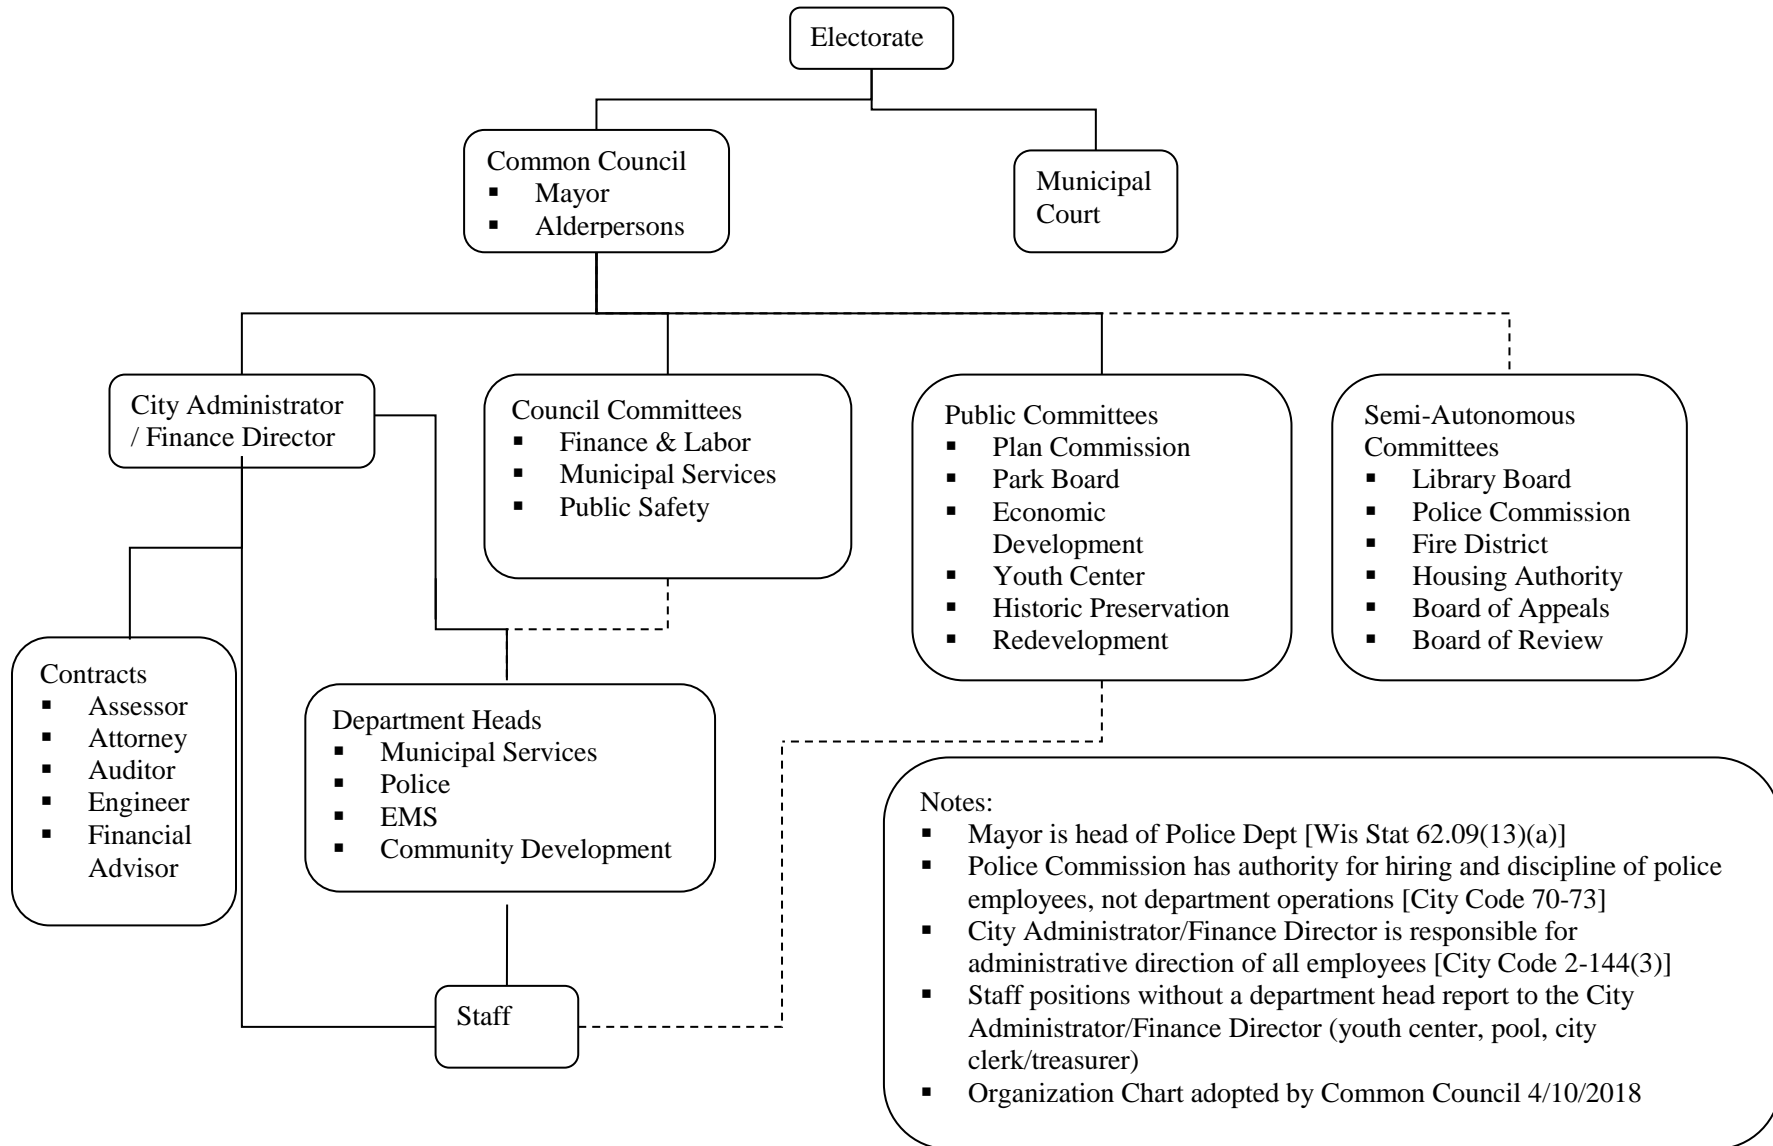 Electorate
Common Council
▪ Mayor
▪ Alderpersons
Municipal
Court
City Administrator
/ Finance Director
Council Committees
▪ Finance & Labor
▪ Municipal Services
▪ Public Safety
Public Committees
▪ Plan Commission
▪ Park Board
▪ Economic
Development
▪ Youth Center
▪ Historic Preservation
▪ Redevelopment
Semi-Autonomous
Committees
▪ Library Board
▪ Police Commission
▪ Fire District
▪ Housing Authority
▪ Board of Appeals
▪ Board of Review
Contracts
▪ Assessor
▪ Attorney
▪ Auditor
▪ Engineer
▪ Financial
Advisor
Department Heads
▪ Municipal Services
▪ Police
▪ EMS
▪ Community Development
Staff
Notes:
▪ Mayor is head of Police Dept [Wis Stat 62.09(13)(a)]
▪ Police Commission has authority for hiring and discipline of police
employees, not department operations [City Code 70-73]
▪ City Administrator/Finance Director is responsible for
administrative direction of all employees [City Code 2-144(3)]
▪ Staff positions without a department head report to the City
Administrator/Finance Director (youth center, pool, city
clerk/treasurer)
▪ Organization Chart adopted by Common Council 4/10/2018